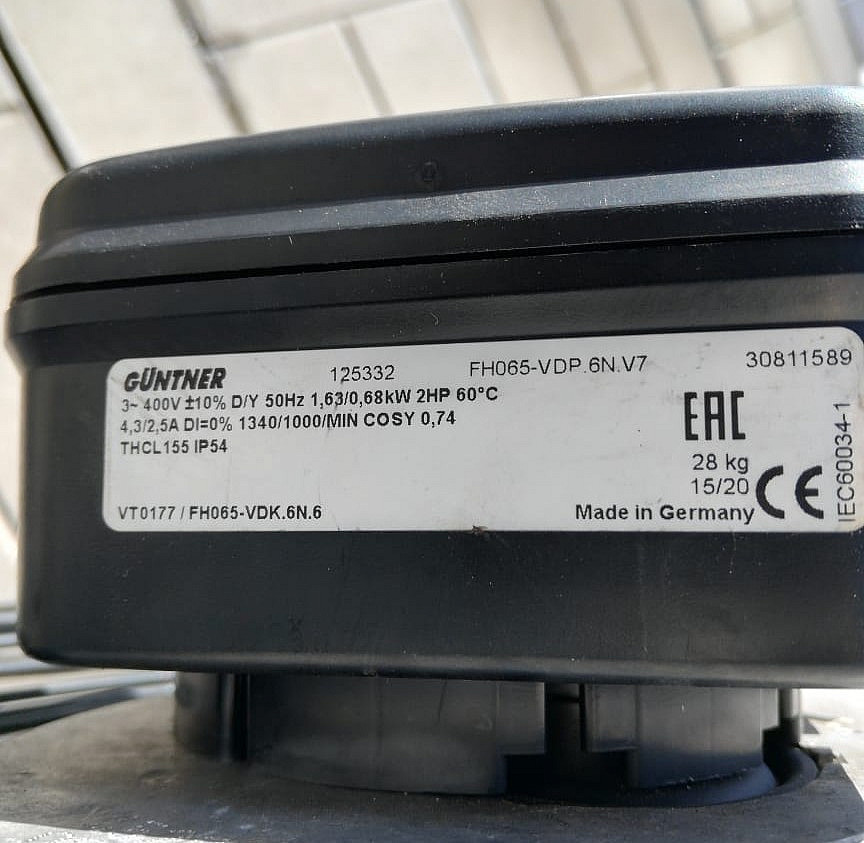 GÜNTNER 125332 FH065-VDP.6N.V7 30811589
3~ 400V ±10% D/Y 50Hz 1,63/0,68kW 2HP 60°C
4,3/2,5A DI=0% 1340/1000/MIN COSY 0,74
THCL155 IP54
EAC
28 kg
15/20
CE
IEC60034-1
VT0177 / FH065-VDK.6N.6
Made in Germany